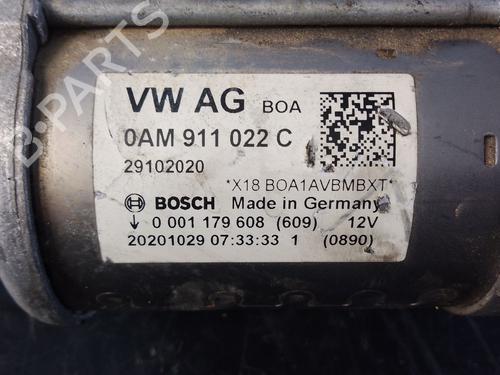 VW AG BOA
0AM 911 022 C
29102020
*X18 BOA1AVBMBXT*
BOSCH Made in Germany
↓ 0 001 179 608 (609) 12V
20201029 07:33:33 1 (0890)
B-PARTS